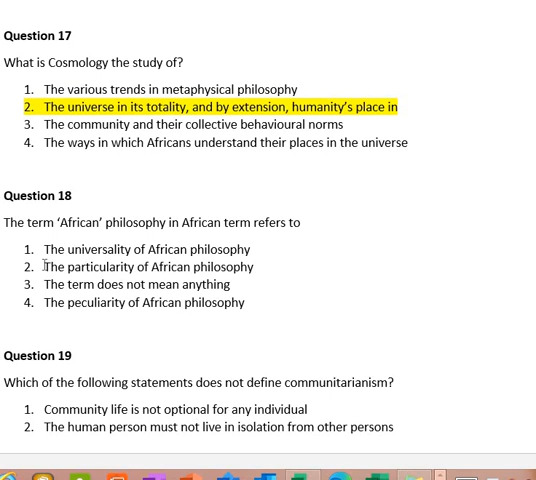 Question 17
What is Cosmology the study of?
1. The various trends in metaphysical philosophy
2. The universe in its totality, and by extension, humanity's place in
3. The community and their collective behavioural norms
4. The ways in which Africans understand their places in the universe
Question 18
The term 'African' philosophy in African term refers to
1. The universality of African philosophy
2. The particularity of African philosophy
3. The term does not mean anything
4. The peculiarity of African philosophy
Question 19
Which of the following statements does not define communitarianism?
1. Community life is not optional for any individual
2. The human person must not live in isolation from other persons